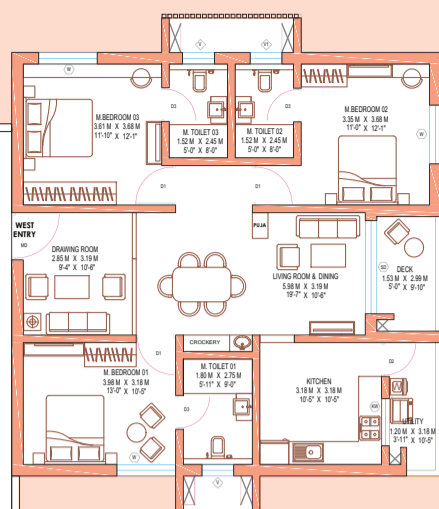 V
V1
W
D3
D3
M.BEDROOM 03
3.61 M X 3.68 M
11'-10" X 12'-1"
M. TOILET 03
1.52 M X 2.45 M
5'-0" X 8'-0"
M. TOILET 02
1.52 M X 2.45 M
5'-0" X 8'-0"
M.BEDROOM 02
3.35 M X 3.68 M
11'-0" X 12'-1"
W
D1
D1
WEST
ENTRY
MD
PUJA
DRAWING ROOM
2.85 M X 3.19 M
9'-4" X 10'-6"
LIVING ROOM & DINING
5.98 M X 3.19 M
19'-7" X 10'-6"
SD
DECK
1.53 M X 2.99 M
5'-0" X 9'-10"
CROCKERY
D1
M. BEDROOM 01
3.98 M X 3.18 M
13'-0" X 10'-5"
M. TOILET 01
1.80 M X 2.75 M
5'-11" X 9'-0"
D3
KITCHEN
3.18 M X 3.18 M
10'-5" X 10'-5"
D2
KW
UTILITY
1.20 M X 3.18 M
3'-11" X 10'-5"
W
V